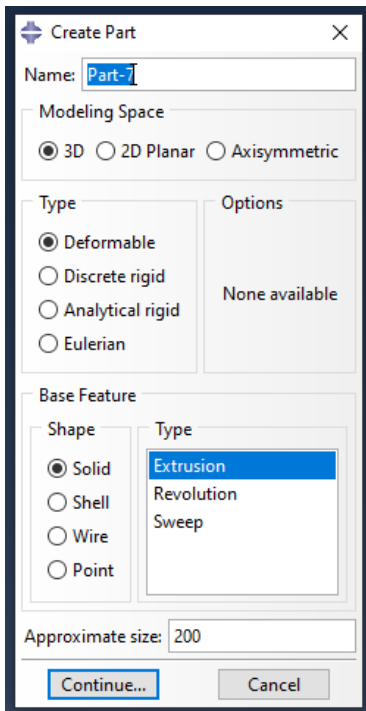 Create Part
Name: Part-7
Modeling Space
3D 2D Planar Axisymmetric
Type Options
Deformable
Discrete rigid
None available
Analytical rigid
Eulerian
Base Feature
Shape Type
Solid Extrusion
Shell Revolution
Wire Sweep
Point
Approximate size: 200
Continue... Cancel